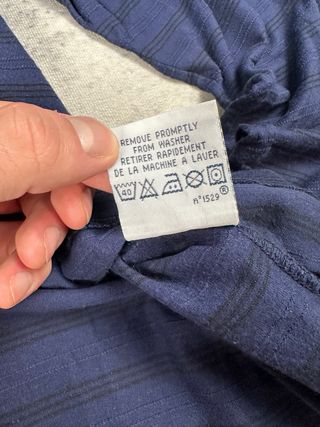 REMOVE PROMPTLY
FROM WASHER
RETIRER RAPIDEMENT
DE LA MACHINE A LAVER
40
®
N°1529